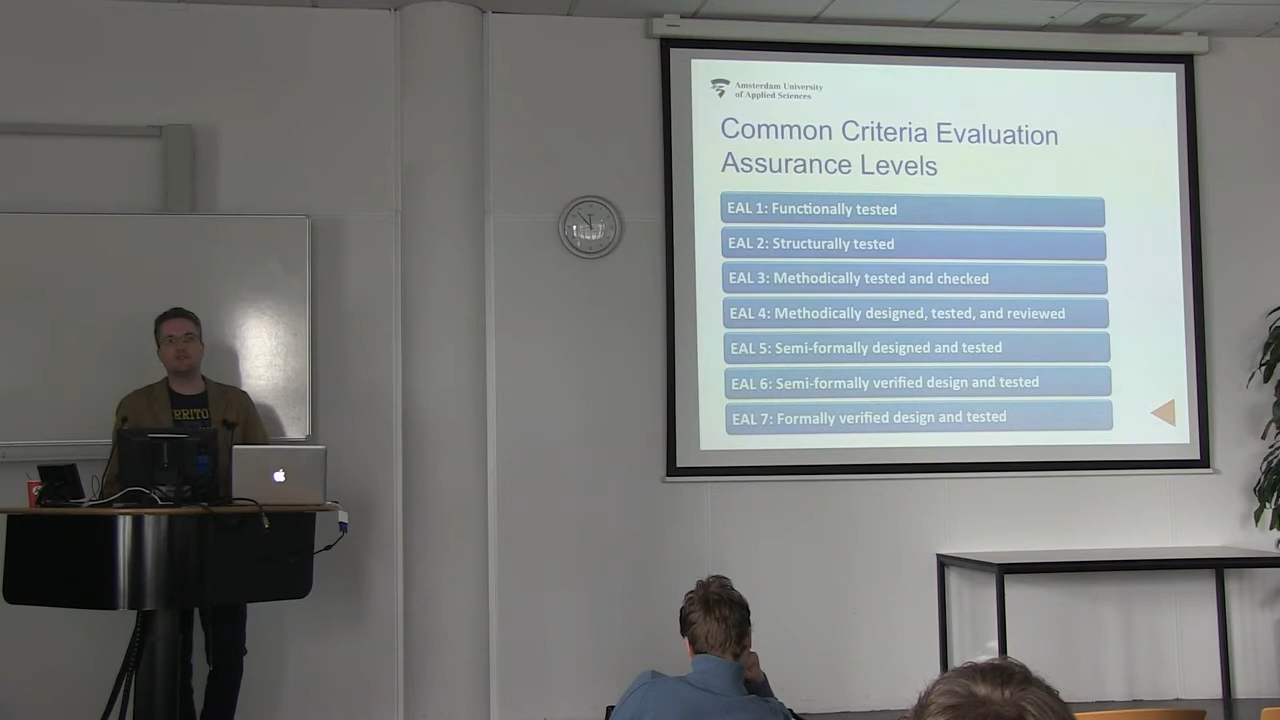 Amsterdam University
of Applied Sciences
Common Criteria Evaluation
Assurance Levels
EAL 1: Functionally tested
EAL 2: Structurally tested
EAL 3: Methodically tested and checked
EAL 4: Methodically designed, tested, and reviewed
EAL 5: Semi-formally designed and tested
EAL 6: Semi-formally verified design and tested
EAL 7: Formally verified design and tested
ERRITO